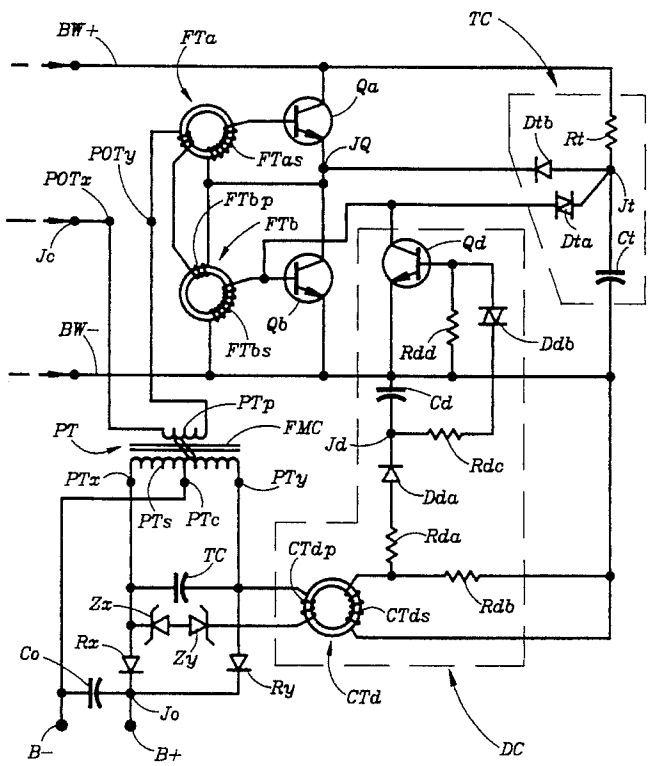 TC
BW+
FTa
Qa
Dtb
Rt
JQ
POTx
POTy
FTas
FTbp
FTb
Jt
Dta
Jc
Qd
Ct
Qb
BW-
FTbs
Rdd
Ddb
PTp
Cd
PT
FMC
Jd
Rdc
PTx
PTs
PTc
PTy
Dda
TC
CTdp
Rda
Zx
CTds
Rdb
Zy
Co
Rx
Ry
CTd
Jo
B-
B+
DC